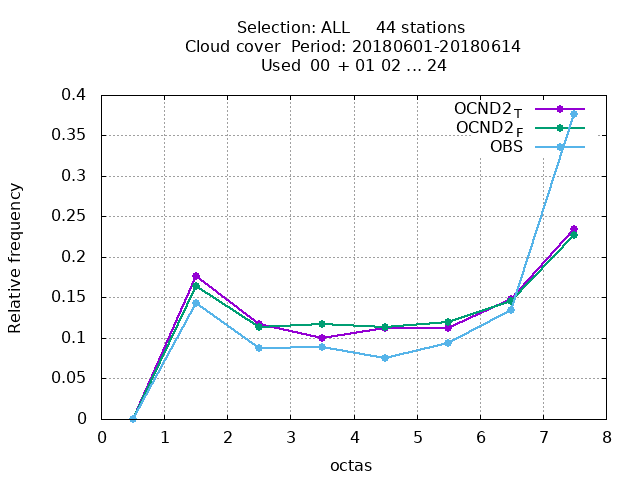 Selection: ALL 44 stations
Cloud cover Period: 20180601-20180614
Used 00 + 01 02 ... 24
OCND2 T
OCND2 F
OBS
Relative frequency
0.4
0.35
0.3
0.25
0.2
0.15
0.1
0.05
0
0 1 2 3 4 5 6 7 8
octas